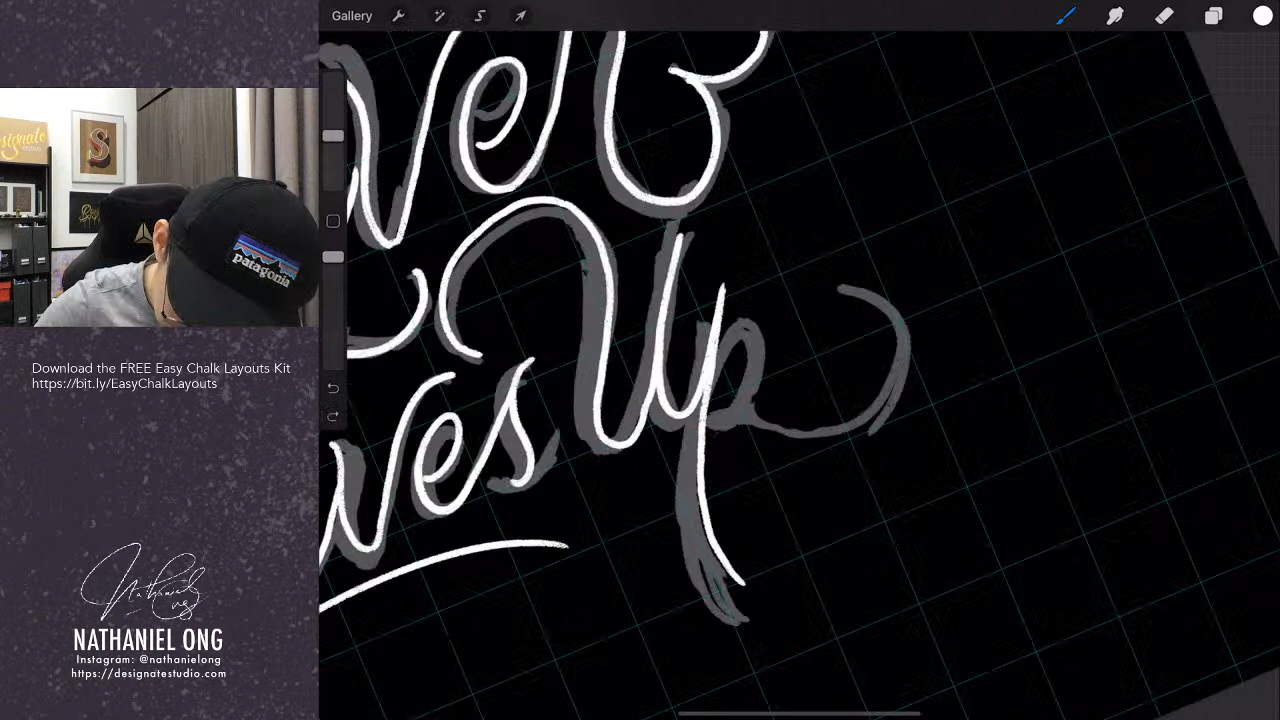 Gallery
S
patagonia
ve
ves Up
Download the FREE Easy Chalk Layouts Kit
https://bit.ly/EasyChalkLayouts
NATHANIEL ONG
Instagram: @nathanielong
https://designatestudio.com